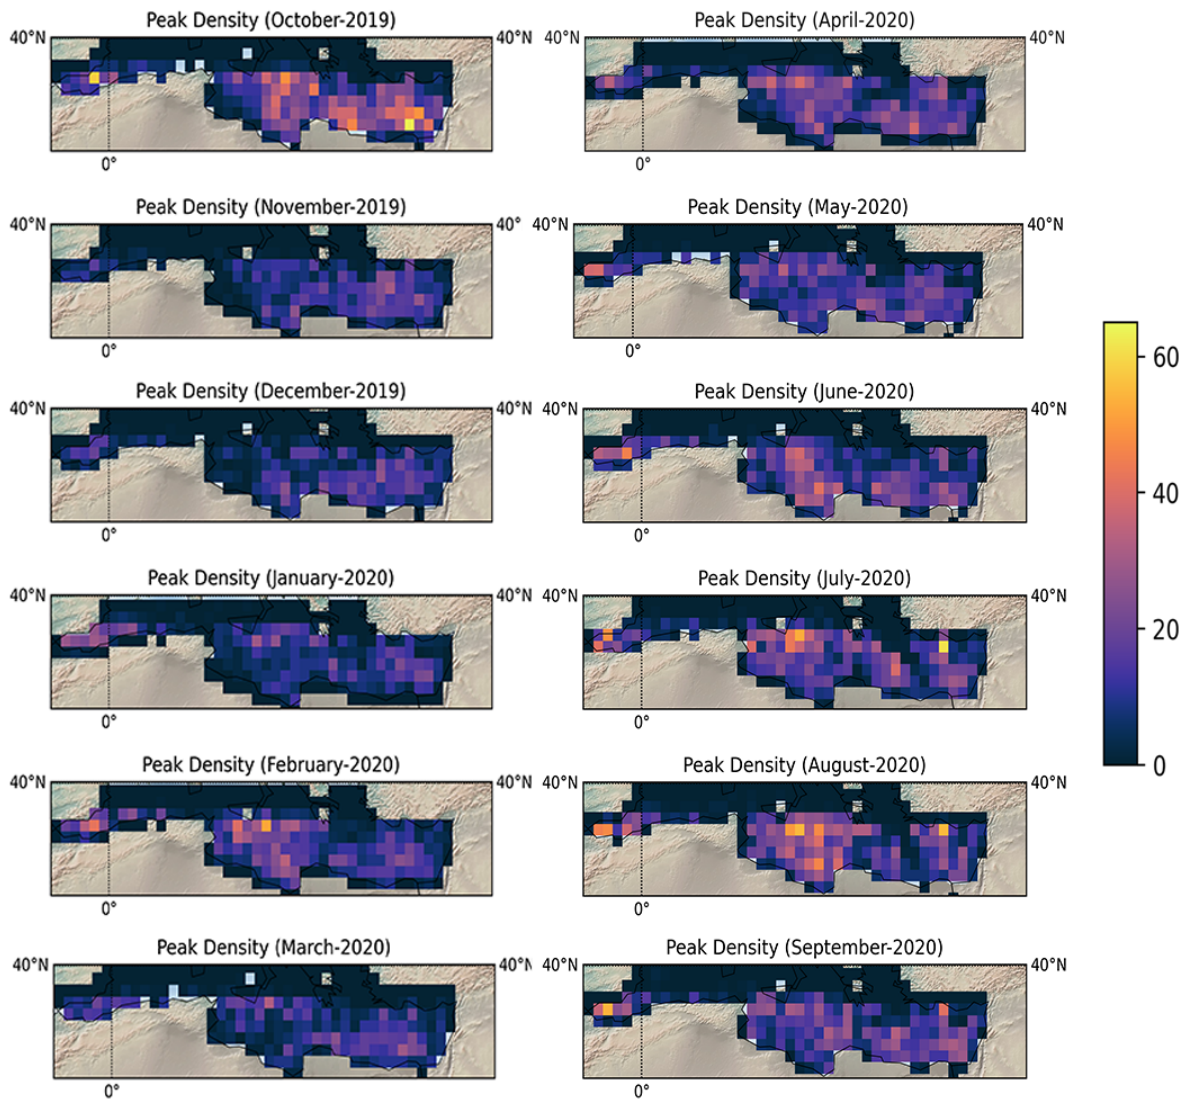 Peak Density (October-2019)
40°N 40°N
0°
Peak Density (April-2020)
40°N 40°N
0°
Peak Density (November-2019)
40°N 40°
0°
Peak Density (May-2020)
40°N 40°N
0°
Peak Density (December-2019)
40°N 40°N
0°
Peak Density (June-2020)
40°N
0°
Peak Density (January-2020)
40°N 40°N
0°
Peak Density (July-2020)
40°N
0°
Peak Density (February-2020)
40°N 40°N
0°
Peak Density (August-2020)
40°N
0°
Peak Density (March-2020)
40°N 40°N
0°
Peak Density (September-2020)
40°N
0°
60
40
20
0